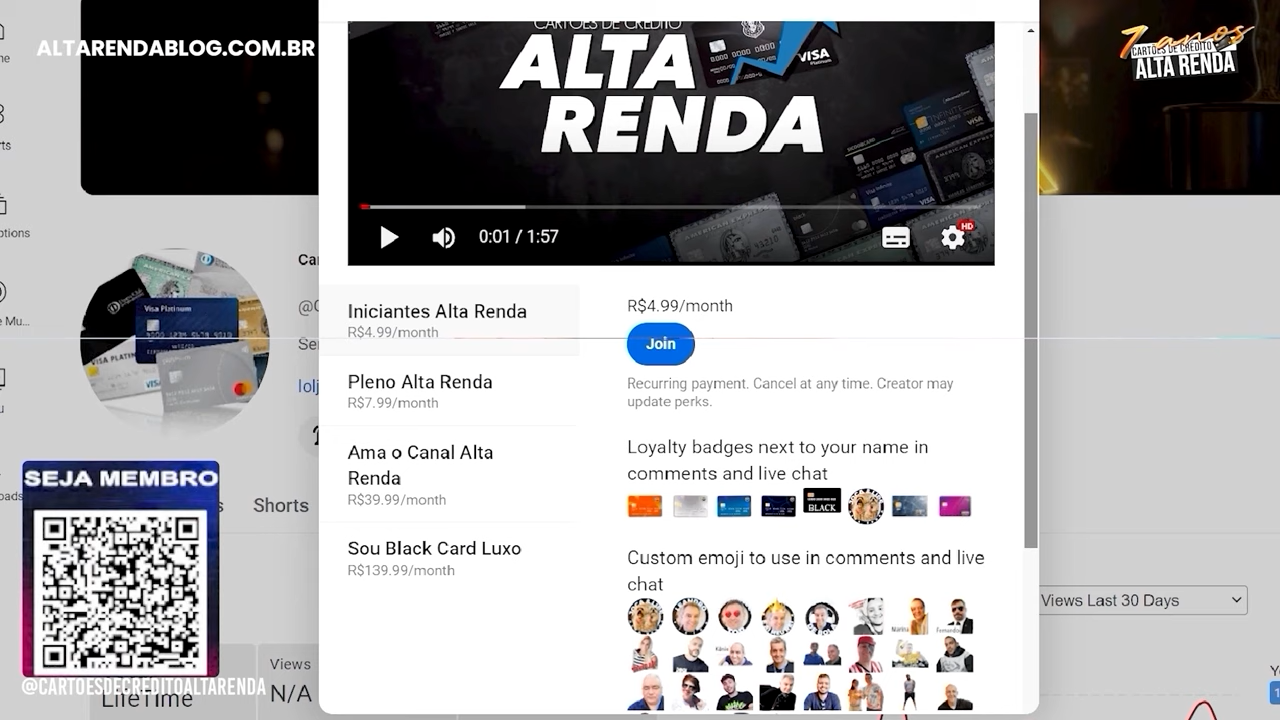 ALTARENDABLOG.COM.BR
7 anos
CARTÕES DE CRÉDITO
ALTA RENDA
CARTÕES DE CRÉDITO
ALTA
RENDA
VISA
0:01 / 1:57
HD
Iniciantes Alta Renda
R$4.99/month
Pleno Alta Renda
R$7.99/month
Ama o Canal Alta
Renda
R$39.99/month
Sou Black Card Luxo
R$139.99/month
R$4.99/month
Join
Recurring payment. Cancel at any time. Creator may
update perks.
Loyalty badges next to your name in
comments and live chat
BLACK
Custom emoji to use in comments and live
chat
Visa Platinum
SEJA MEMBRO
@CARTOESDECREDITOALTARENDA
Shorts
Views Last 30 Days
Views
N/A
LifeTime